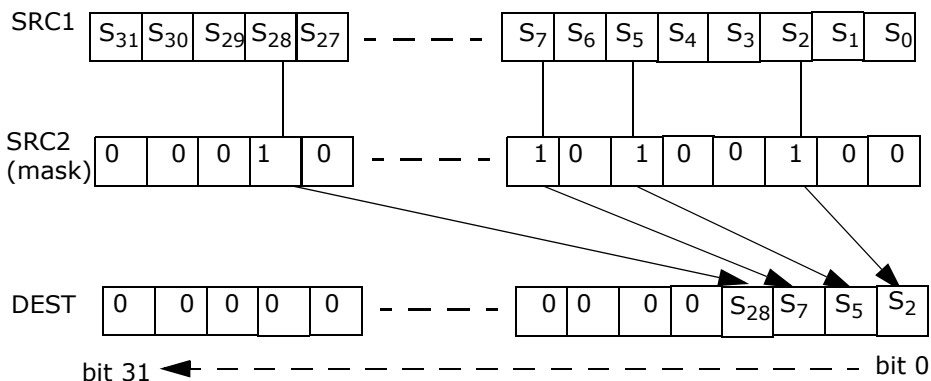 SRC1 S31 S30 S29 S28 S27 S7 S6 S5 S4 S3 S2 S1 S0
SRC2
(mask) 0 0 0 1 0 1 0 1 0 0 1 0 0
DEST 0 0 0 0 0 0 0 0 0 S28 S7 S5 S2
bit 31 bit 0